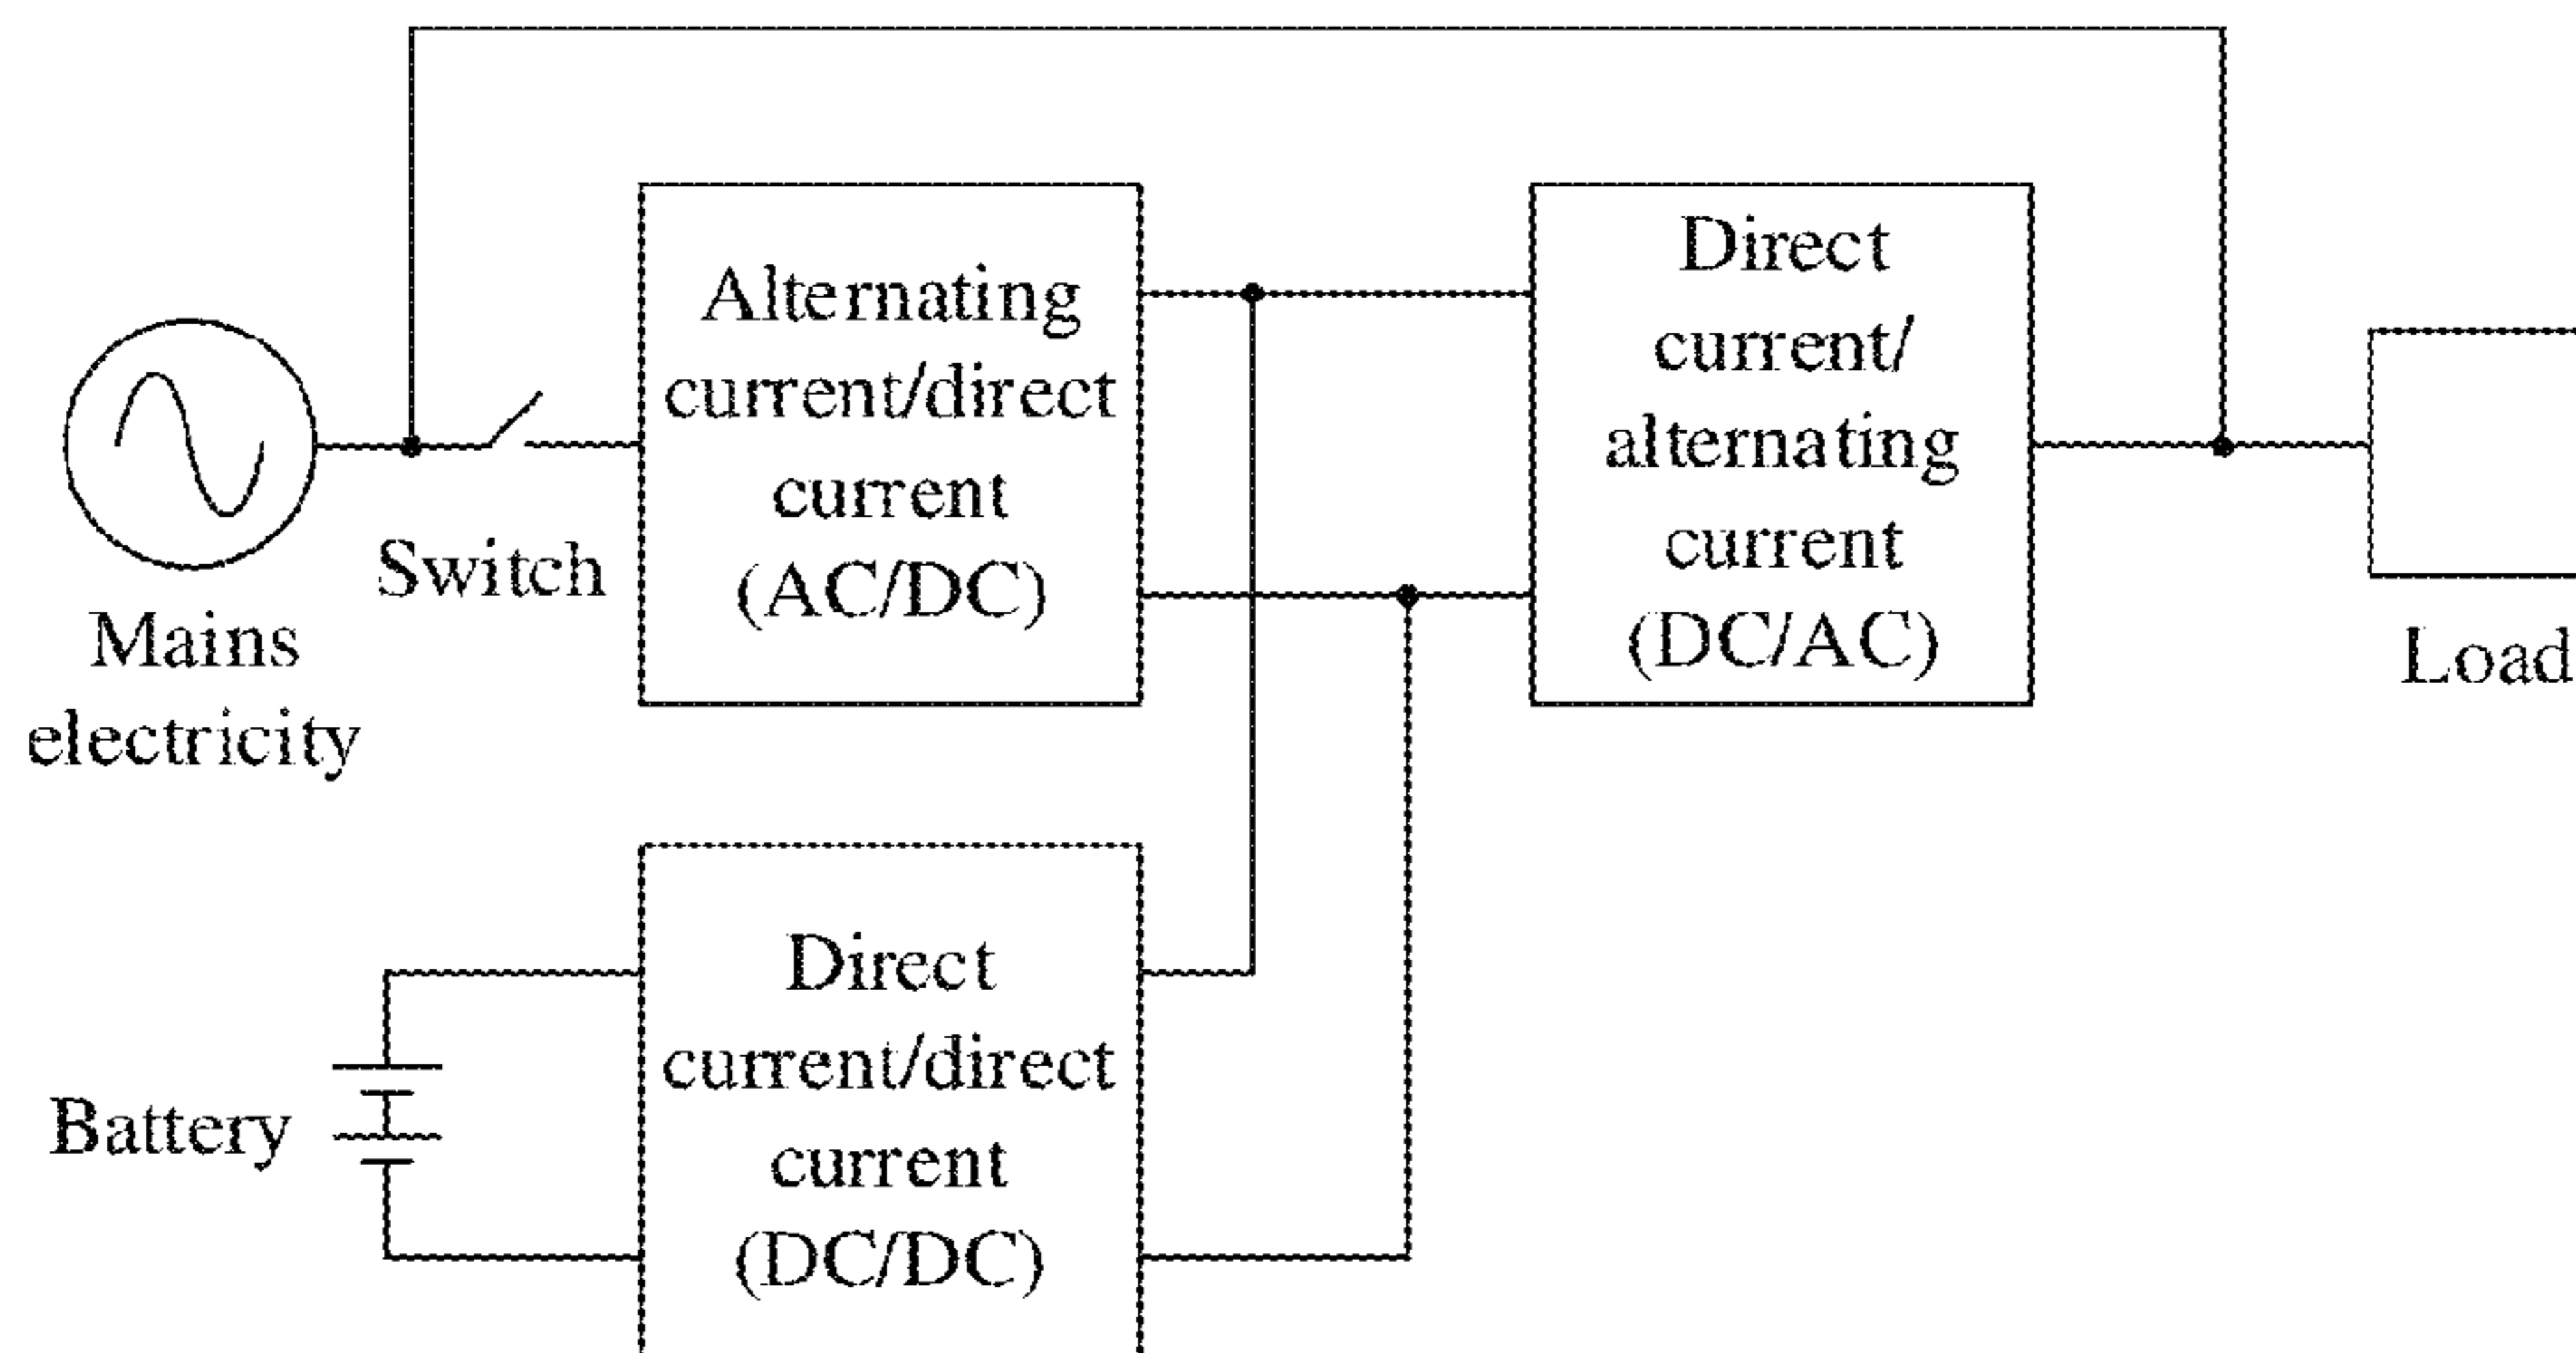 Alternating
current/direct
current
(AC/DC)
Direct
current/
alternating
current
(DC/AC)
Switch
Mains
electricity
Load
Direct
current/direct
current
(DC/DC)
Battery